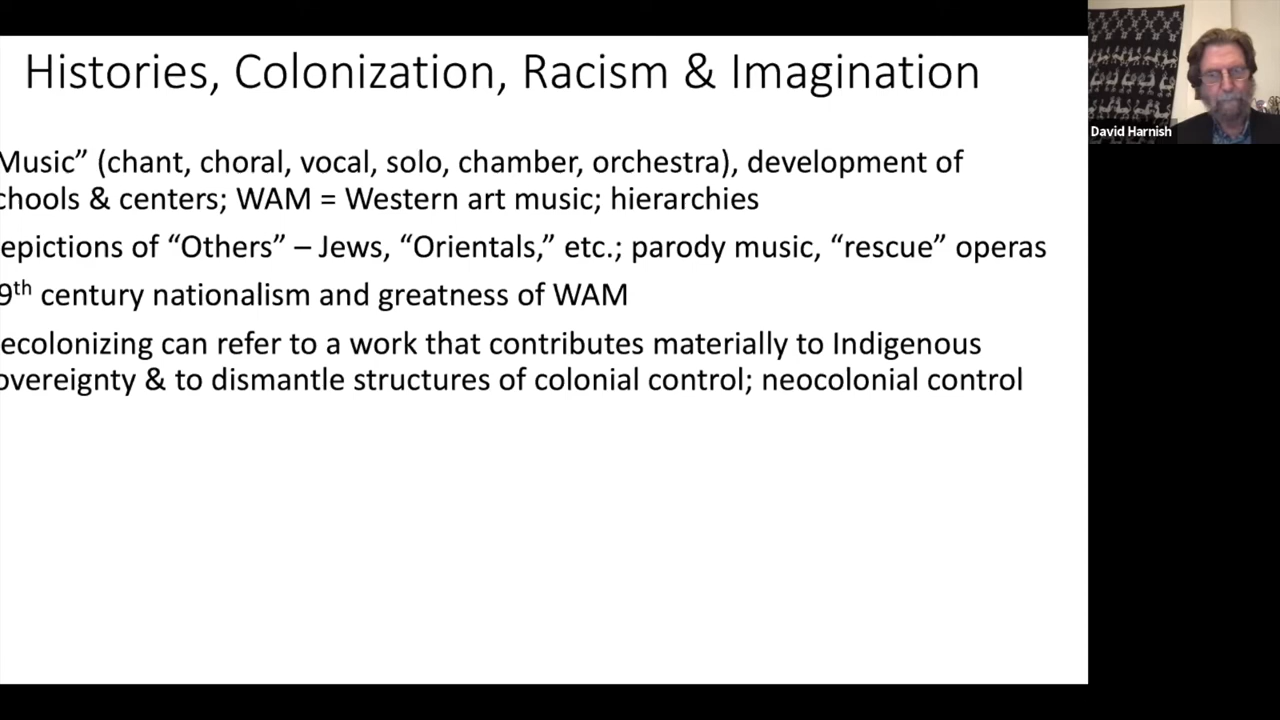 Histories, Colonization, Racism & Imagination
Music” (chant, choral, vocal, solo, chamber, orchestra), development of
chools & centers; WAM = Western art music; hierarchies
epictions of “Others” – Jews, “Orientals,” etc.; parody music, “rescue” operas
9th century nationalism and greatness of WAM
ecolonizing can refer to a work that contributes materially to Indigenous
overeignty & to dismantle structures of colonial control; neocolonial control
David Harnish